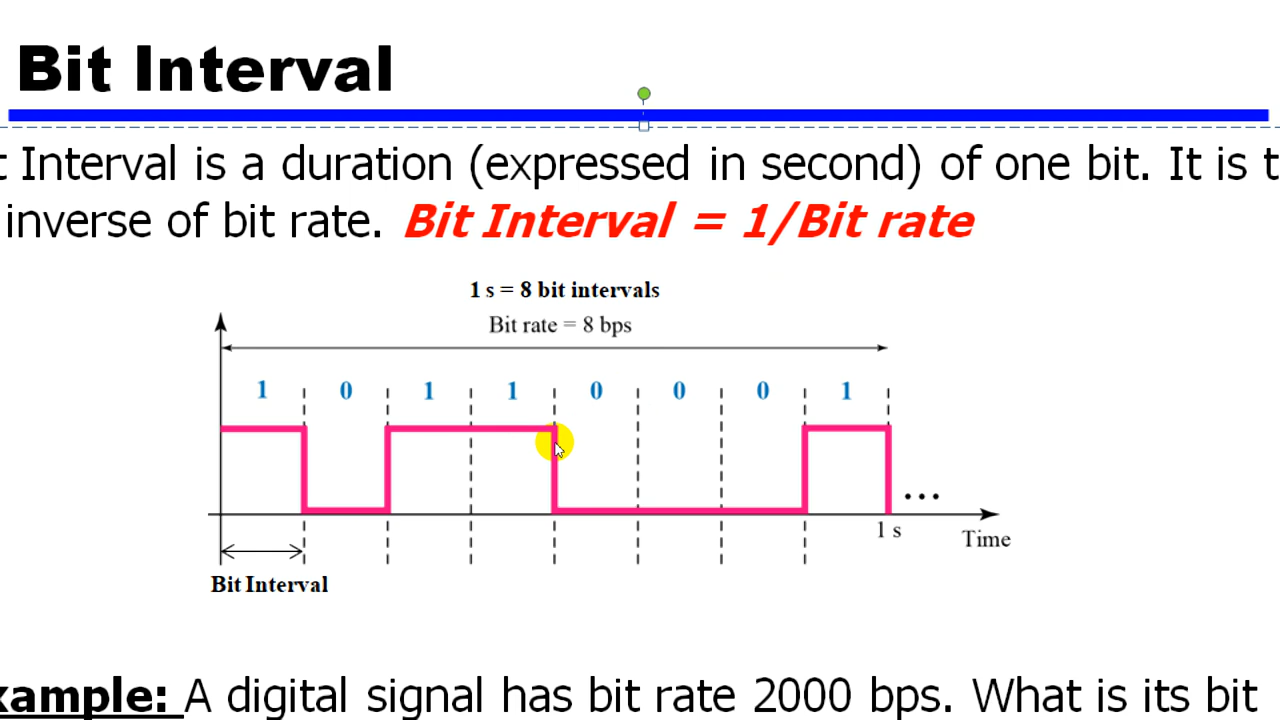 Bit Interval
t Interval is a duration (expressed in second) of one bit. It is t
inverse of bit rate. Bit Interval = 1/Bit rate
1 s = 8 bit intervals
Bit rate = 8 bps
1 0 1 1 0 0 0 1
...
1 s
Time
Bit Interval
xample: A digital signal has bit rate 2000 bps. What is its bit